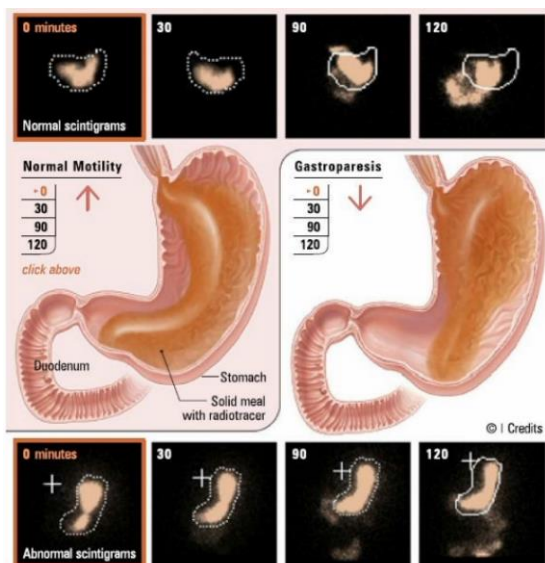 0 minutes
30
90
120
Normal scintigrams
Normal Motility
▸0
30
90
120
click above
Duodenum
Stomach
Solid meal
with radiotracer
Gastroparesis
▸0
30
90
120
© | Credits
0 minutes
30
90
120
Abnormal scintigrams